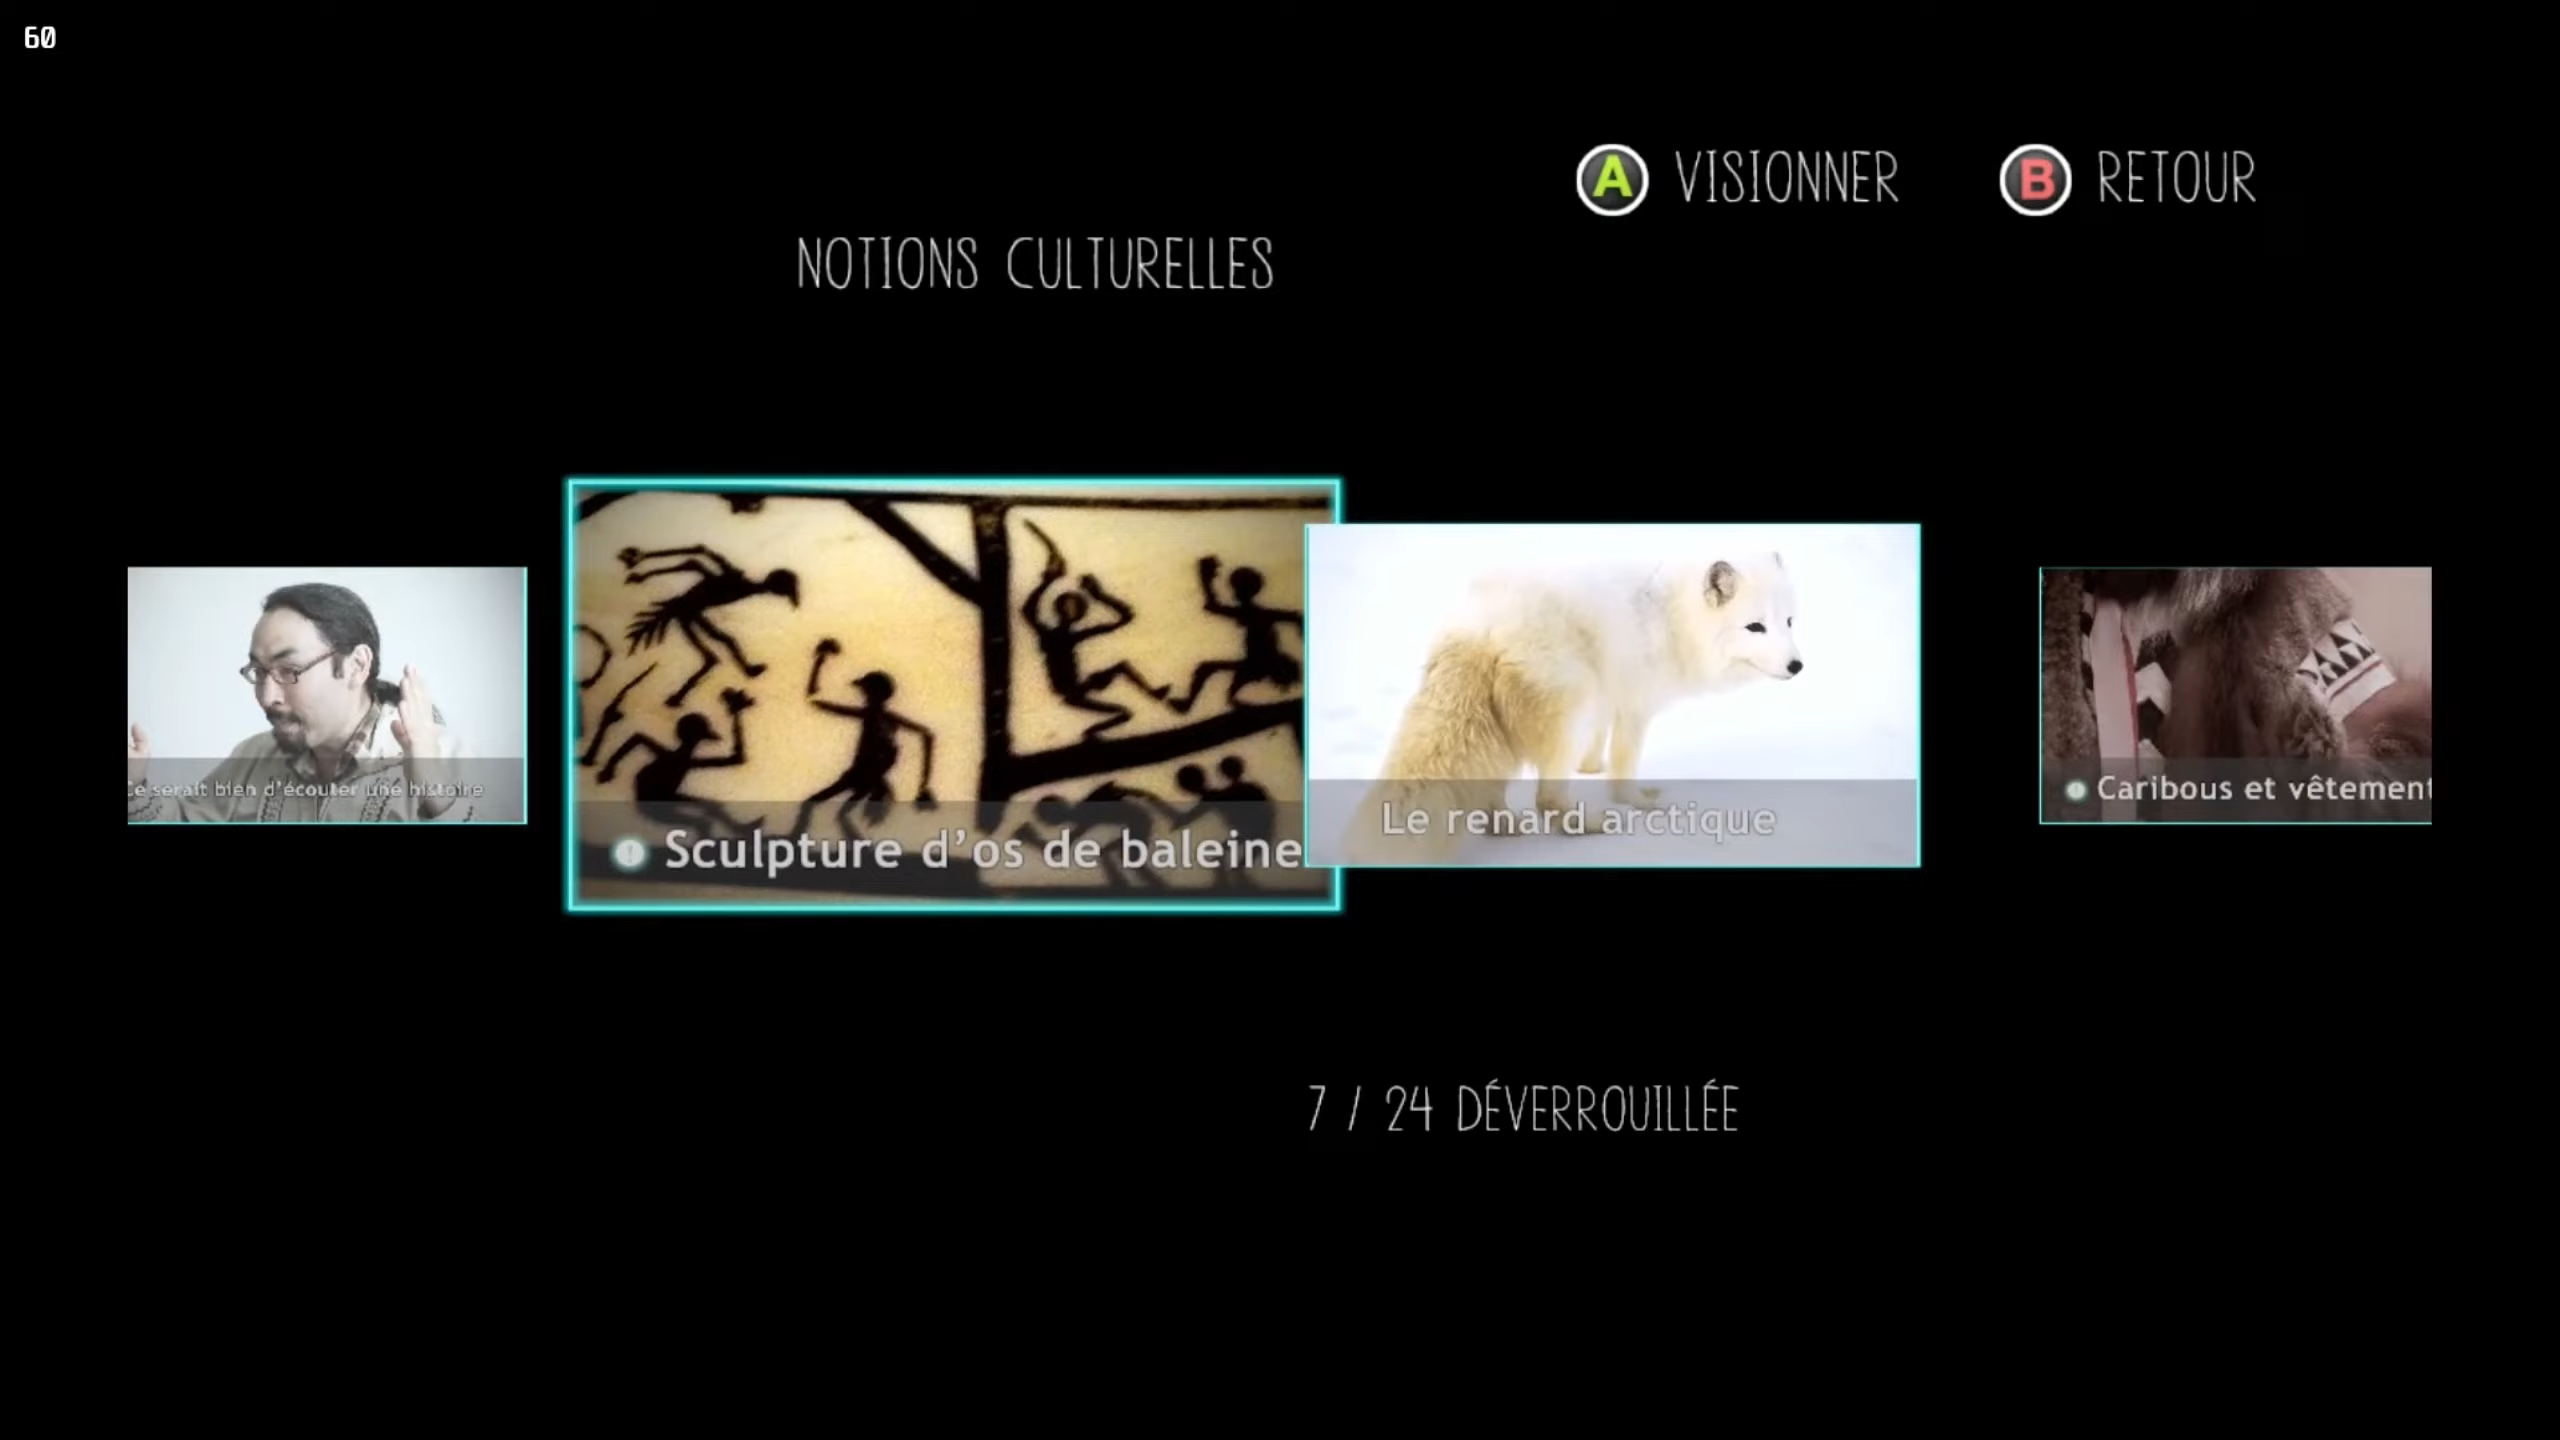 60
VISIONNER
RETOUR
NOTIONS CULTURELLES
Ce serait bien d'écouter une histoire
Sculpture d'os de baleine
Le renard arctique
Caribous et vêtement
7 / 24 DÉVERROUILLÉE